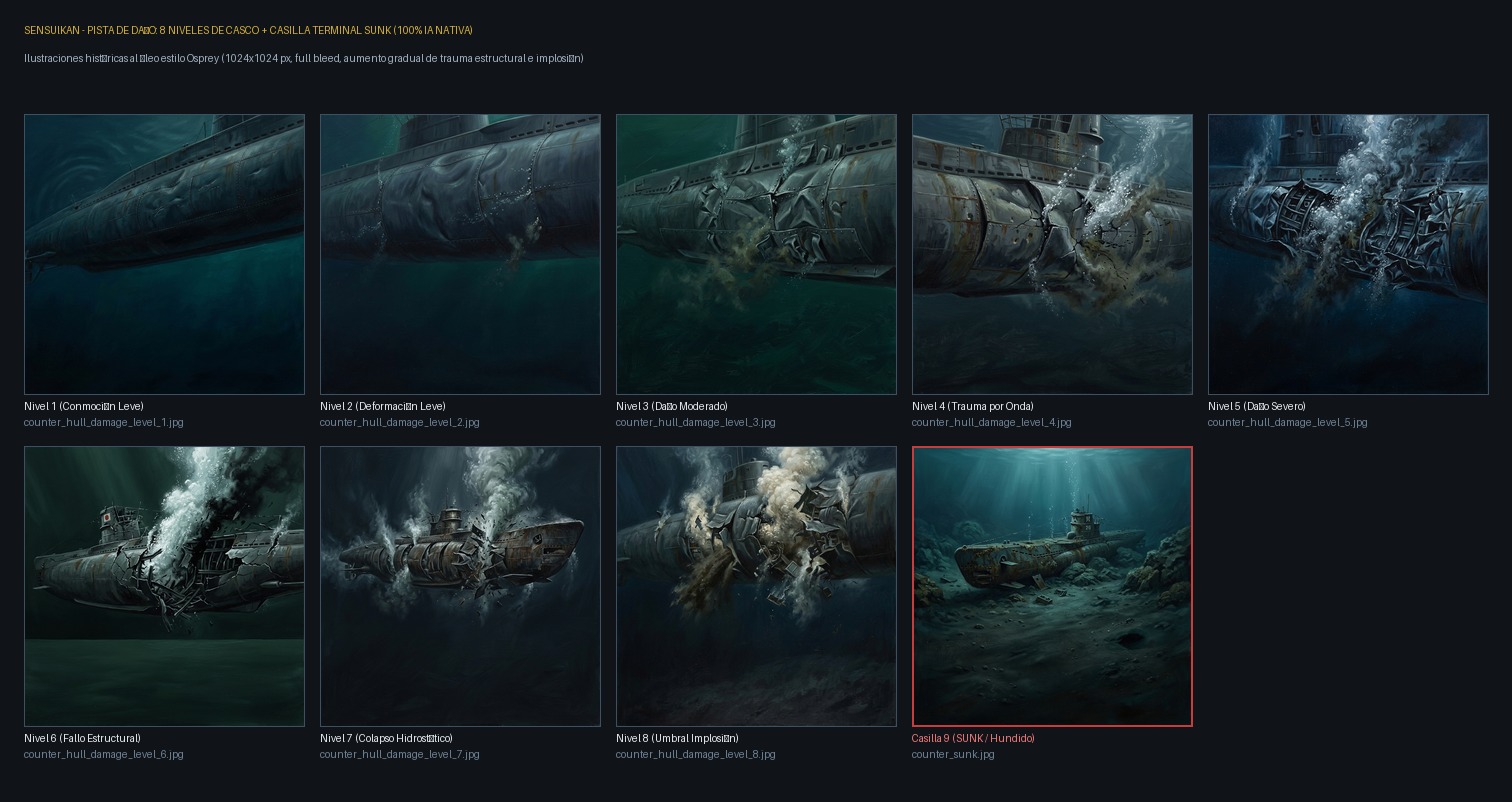 SENSUIKAN - PISTA DE DA☒O: 8 NIVELES DE CASCO + CASILLA TERMINAL SUNK (100% IA NATIVA)
Ilustraciones hist☒ricas al ☒leo estilo Osprey (1024x1024 px, full bleed, aumento gradual de trauma estructural e implosi☒n)
Nivel 1 (Conmoci☒n Leve)
counter_hull_damage_level_1.jpg
Nivel 2 (Deformaci☒n Leve)
counter_hull_damage_level_2.jpg
Nivel 3 (Da☒o Moderado)
counter_hull_damage_level_3.jpg
Nivel 4 (Trauma por Onda)
counter_hull_damage_level_4.jpg
Nivel 5 (Da☒o Severo)
counter_hull_damage_level_5.jpg
Nivel 6 (Fallo Estructural)
counter_hull_damage_level_6.jpg
Nivel 7 (Colapso Hidrost☒tico)
counter_hull_damage_level_7.jpg
Nivel 8 (Umbral Implosi☒n)
counter_hull_damage_level_8.jpg
Casilla 9 (SUNK / Hundido)
counter_sunk.jpg